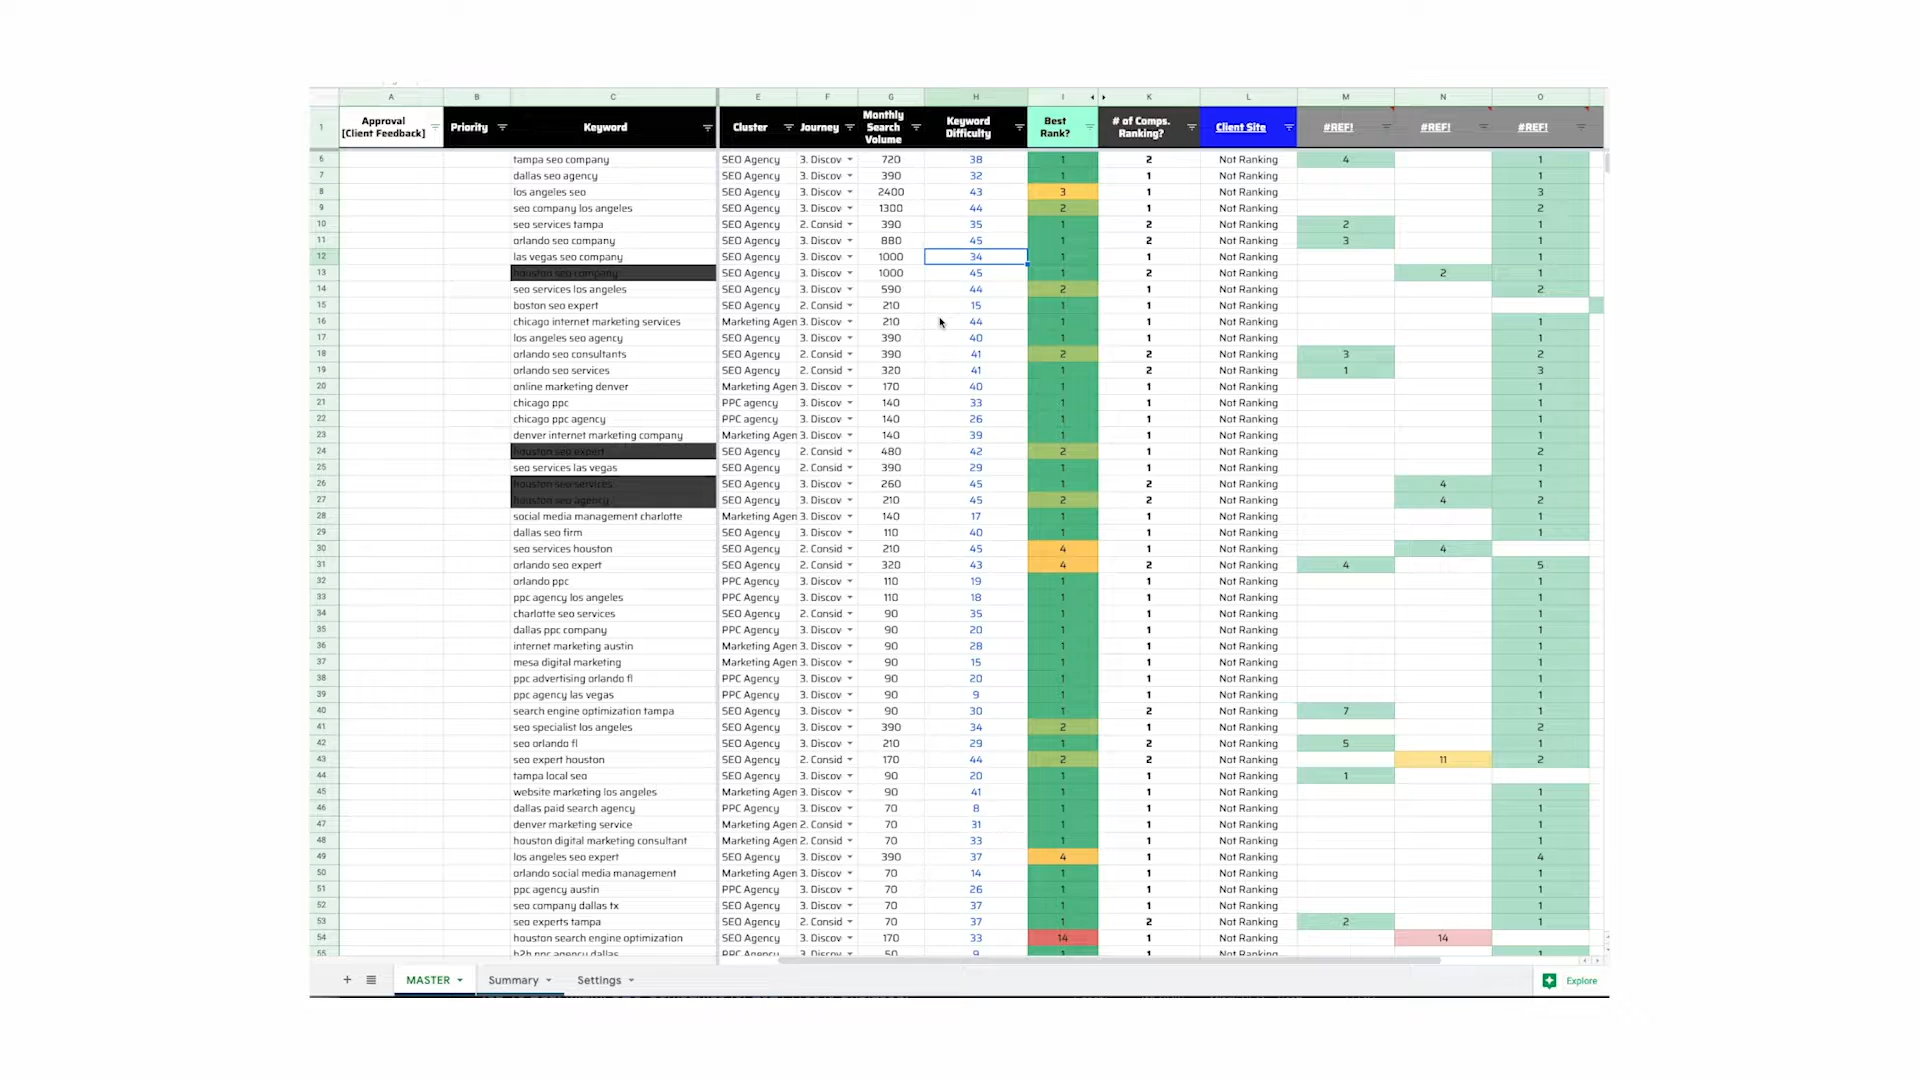 A B C E F G H I K L M N O
1 Approval [Client Feedback] Priority Keyword Cluster Journey Monthly Search Volume Keyword Difficulty Best Rank? # of Comps. Ranking? Client Site #REF! #REF! #REF!
6 tampa seo company SEO Agency 3. Discov 720 38 1 2 Not Ranking 4 1
7 dallas seo agency SEO Agency 3. Discov 390 32 1 1 Not Ranking 1
8 los angeles seo SEO Agency 3. Discov 2400 43 3 1 Not Ranking 3
9 seo company los angeles SEO Agency 3. Discov 1300 44 2 1 Not Ranking 2
10 seo services tampa SEO Agency 2. Consid 390 35 1 2 Not Ranking 2 1
11 orlando seo company SEO Agency 3. Discov 880 45 1 2 Not Ranking 3 1
12 las vegas seo company SEO Agency 3. Discov 1000 34 1 1 Not Ranking 1
13 houston seo company SEO Agency 3. Discov 1000 45 1 2 Not Ranking 2 1
14 seo services los angeles SEO Agency 3. Discov 590 44 2 1 Not Ranking 2
15 boston seo expert SEO Agency 2. Consid 210 15 1 1 Not Ranking
16 chicago internet marketing services Marketing Agen 3. Discov 210 44 1 1 Not Ranking 1
17 los angeles seo agency SEO Agency 3. Discov 390 40 1 1 Not Ranking 1
18 orlando seo consultants SEO Agency 2. Consid 390 41 2 2 Not Ranking 3 2
19 orlando seo services SEO Agency 2. Consid 320 41 1 2 Not Ranking 1 3
20 online marketing denver Marketing Agen 3. Discov 170 40 1 1 Not Ranking 1
21 chicago ppc PPC agency 3. Discov 140 33 1 1 Not Ranking 1
22 chicago ppc agency PPC agency 3. Discov 140 26 1 1 Not Ranking 1
23 denver internet marketing company Marketing Agen 3. Discov 140 39 1 1 Not Ranking 1
24 houston seo expert SEO Agency 2. Consid 480 42 2 1 Not Ranking 2
25 seo services las vegas SEO Agency 2. Consid 390 29 1 1 Not Ranking 1
26 houston seo services SEO Agency 3. Discov 260 45 1 2 Not Ranking 4 1
27 houston seo agency SEO Agency 3. Discov 210 45 2 2 Not Ranking 4 2
28 social media management charlotte Marketing Agen 3. Discov 140 17 1 1 Not Ranking 1
29 dallas seo firm SEO Agency 3. Discov 110 40 1 1 Not Ranking 1
30 seo services houston SEO Agency 2. Consid 210 45 4 1 Not Ranking 4
31 orlando seo expert SEO Agency 2. Consid 320 43 4 2 Not Ranking 4 5
32 orlando ppc PPC Agency 3. Discov 110 19 1 1 Not Ranking 1
33 ppc agency los angeles PPC Agency 3. Discov 110 18 1 1 Not Ranking 1
34 charlotte seo services SEO Agency 2. Consid 90 35 1 1 Not Ranking 1
35 dallas ppc company PPC Agency 3. Discov 90 20 1 1 Not Ranking 1
36 internet marketing austin Marketing Agen 3. Discov 90 28 1 1 Not Ranking 1
37 mesa digital marketing Marketing Agen 3. Discov 90 15 1 1 Not Ranking 1
38 ppc advertising orlando fl PPC Agency 3. Discov 90 20 1 1 Not Ranking 1
39 ppc agency las vegas PPC Agency 3. Discov 90 9 1 1 Not Ranking 1
40 search engine optimization tampa SEO Agency 3. Discov 90 30 1 2 Not Ranking 7 1
41 seo specialist los angeles SEO Agency 3. Discov 390 34 2 1 Not Ranking 2
42 seo orlando fl SEO Agency 3. Discov 210 29 1 2 Not Ranking 5 1
43 seo expert houston SEO Agency 2. Consid 170 44 2 2 Not Ranking 11 2
44 tampa local seo SEO Agency 3. Discov 90 20 1 1 Not Ranking 1
45 website marketing los angeles Marketing Agen 3. Discov 90 41 1 1 Not Ranking 1
46 dallas paid search agency PPC Agency 3. Discov 70 8 1 1 Not Ranking 1
47 denver marketing service Marketing Agen 2. Consid 70 31 1 1 Not Ranking 1
48 houston digital marketing consultant Marketing Agen 2. Consid 70 33 1 1 Not Ranking 1
49 los angeles seo expert SEO Agency 3. Discov 390 37 4 1 Not Ranking 4
50 orlando social media management Marketing Agen 3. Discov 70 14 1 1 Not Ranking 1
51 ppc agency austin PPC Agency 3. Discov 70 26 1 1 Not Ranking 1
52 seo company dallas tx SEO Agency 3. Discov 70 37 1 1 Not Ranking 1
53 seo experts tampa SEO Agency 2. Consid 70 37 1 2 Not Ranking 2 1
54 houston search engine optimization SEO Agency 3. Discov 170 33 14 1 Not Ranking 14
55 b2b ppc agency dallas PPC Agency 3. Discov 50 9 1 1 Not Ranking 1
MASTER Summary Settings Explore